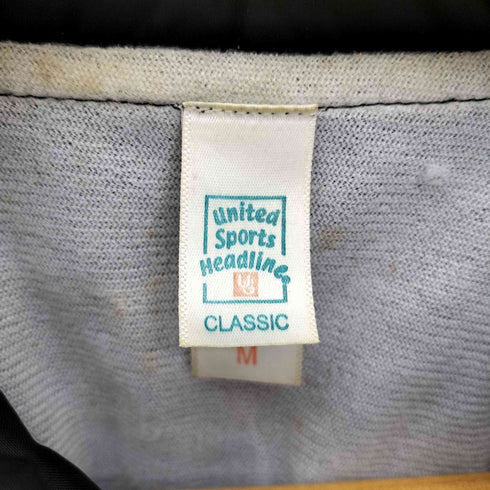 United
Sports
Headline
CLASSIC
M